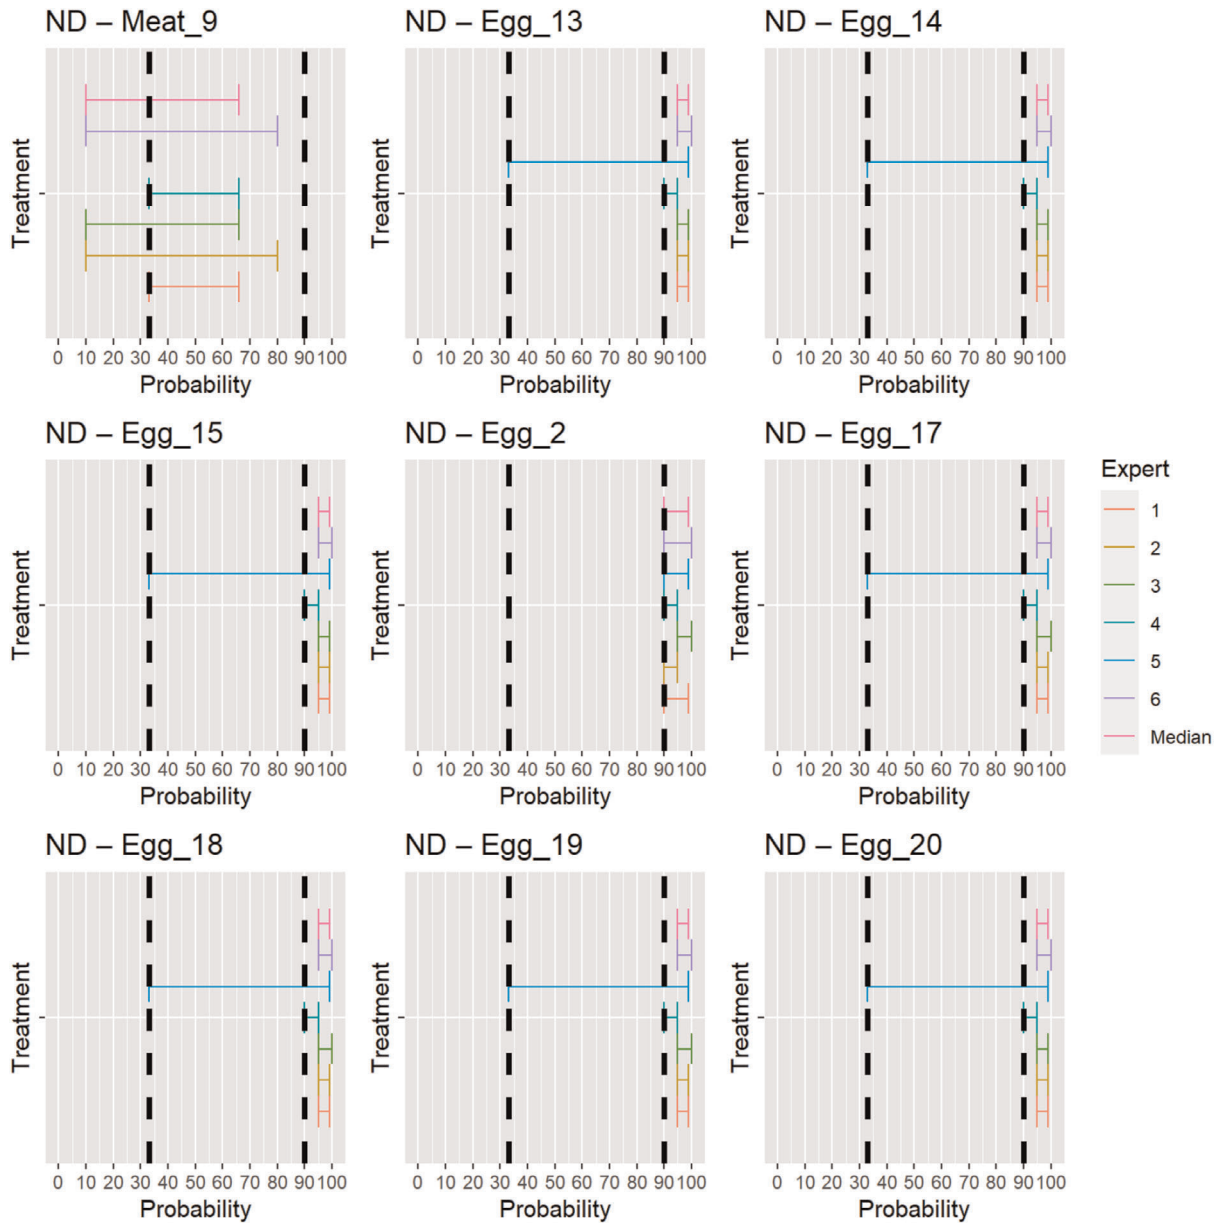 ND – Meat_9
ND – Egg_13
ND – Egg_14
Treatment
Treatment
Treatment
0 10 20 30 40 50 60 70 80 90 100
0 10 20 30 40 50 60 70 80 90 100
0 10 20 30 40 50 60 70 80 90 100
Probability
Probability
Probability
ND – Egg_15
ND – Egg_2
ND – Egg_17
Treatment
Treatment
Treatment
0 10 20 30 40 50 60 70 80 90 100
0 10 20 30 40 50 60 70 80 90 100
0 10 20 30 40 50 60 70 80 90 100
Probability
Probability
Probability
Expert
1
2
3
4
5
6
Median
ND – Egg_18
ND – Egg_19
ND – Egg_20
Treatment
Treatment
Treatment
0 10 20 30 40 50 60 70 80 90 100
0 10 20 30 40 50 60 70 80 90 100
0 10 20 30 40 50 60 70 80 90 100
Probability
Probability
Probability